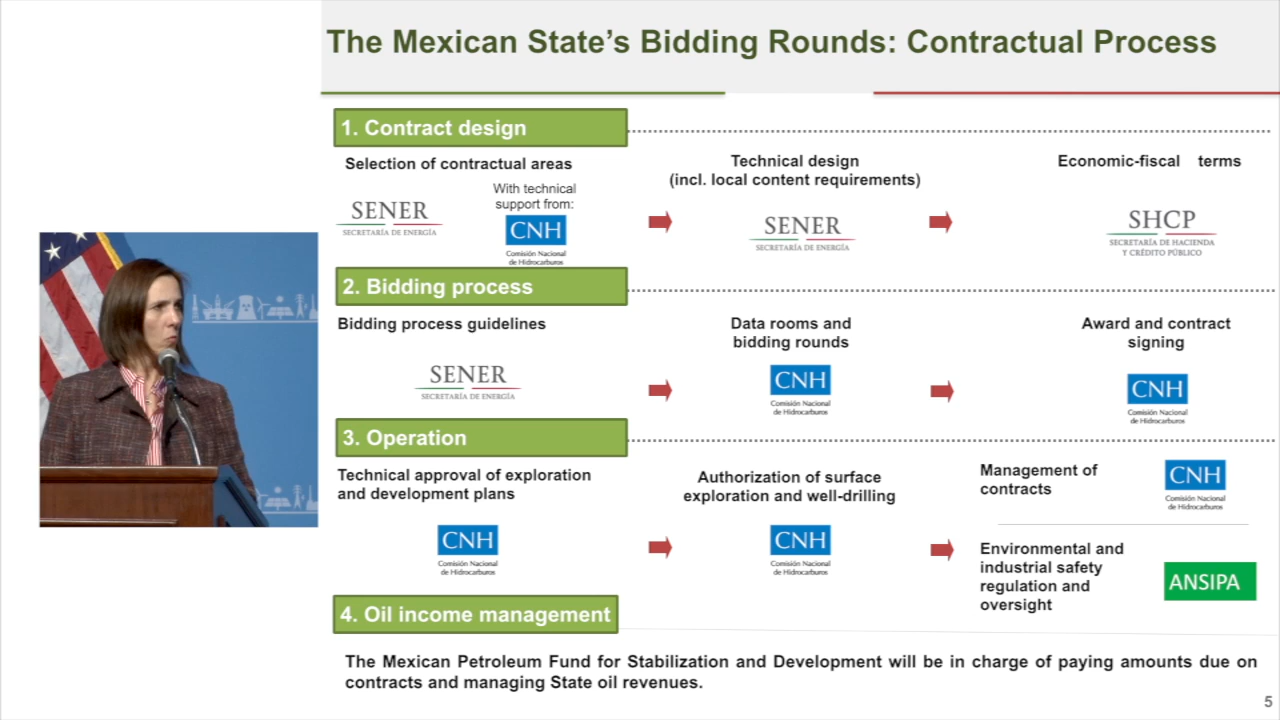 The Mexican State's Bidding Rounds: Contractual Process
1. Contract design
Selection of contractual areas
With technical
support from:
SENER
SECRETARÍA DE ENERGÍA
CNH
Comisión Nacional
de Hidrocarburos
Technical design
(incl. local content requirements)
SENER
SECRETARÍA DE ENERGÍA
Economic-fiscal terms
SHCP
SECRETARÍA DE HACIENDA
Y CRÉDITO PÚBLICO
2. Bidding process
Bidding process guidelines
SENER
SECRETARÍA DE ENERGÍA
Data rooms and
bidding rounds
CNH
Comisión Nacional
de Hidrocarburos
Award and contract
signing
CNH
Comisión Nacional
de Hidrocarburos
3. Operation
Technical approval of exploration
and development plans
CNH
Comisión Nacional
de Hidrocarburos
Authorization of surface
exploration and well-drilling
CNH
Comisión Nacional
de Hidrocarburos
Management of
contracts
CNH
Comisión Nacional
de Hidrocarburos
Environmental and
industrial safety
regulation and
oversight
ANSIPA
4. Oil income management
The Mexican Petroleum Fund for Stabilization and Development will be in charge of paying amounts due on
contracts and managing State oil revenues.
5